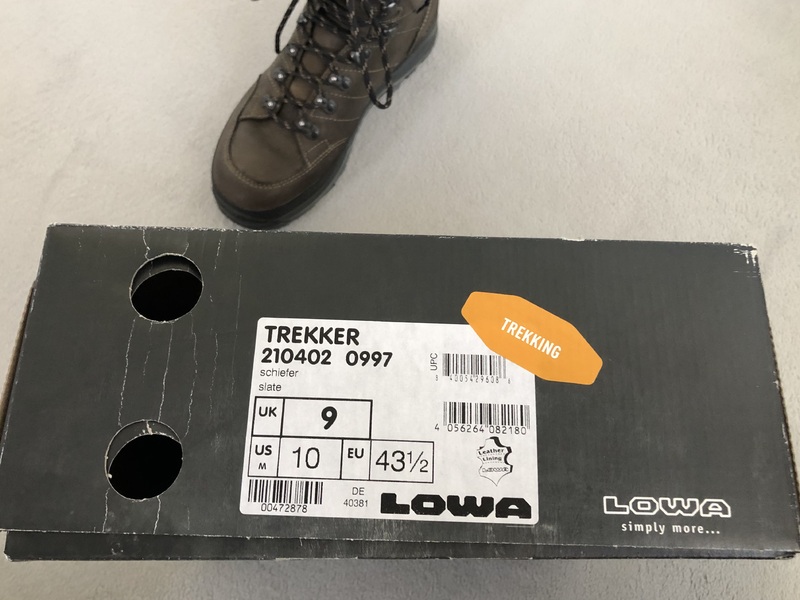 TREKKER
210402 0997
schiefer
slate
UK 9
US M 10 EU 43½
00472878
DE
40381
LOWA
UPC
4 056264 082180
Leather
Lining
LOWA
TREKKING
LOWA
simply more...